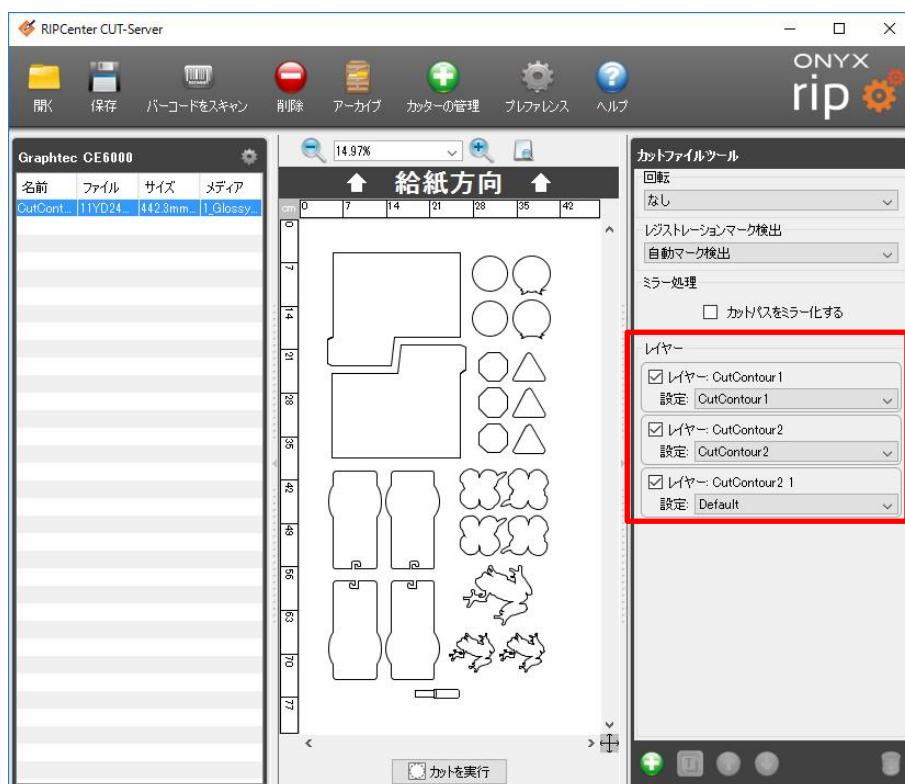 RIPCenter CUT-Server
ONYX
rip
開く
保存
バーコードをスキャン
削除
アーカイブ
カッターの管理
プレファレンス
ヘルプ
Graphtec CE6000
名前 ファイル サイズ メディア
CutCont... 11YD24... 442.3mm... 1_Glossy...
14.97%
給紙方向
cm 0 7 14 21 28 35 42
0
7
14
21
28
35
42
49
56
63
70
77
カットを実行
カットファイルツール
回転
なし
レジストレーションマーク検出
自動マーク検出
ミラー処理
カットパスをミラー化する
レイヤー
レイヤー: CutContour1
設定: CutContour1
レイヤー: CutContour2
設定: CutContour2
レイヤー: CutContour2 1
設定: Default